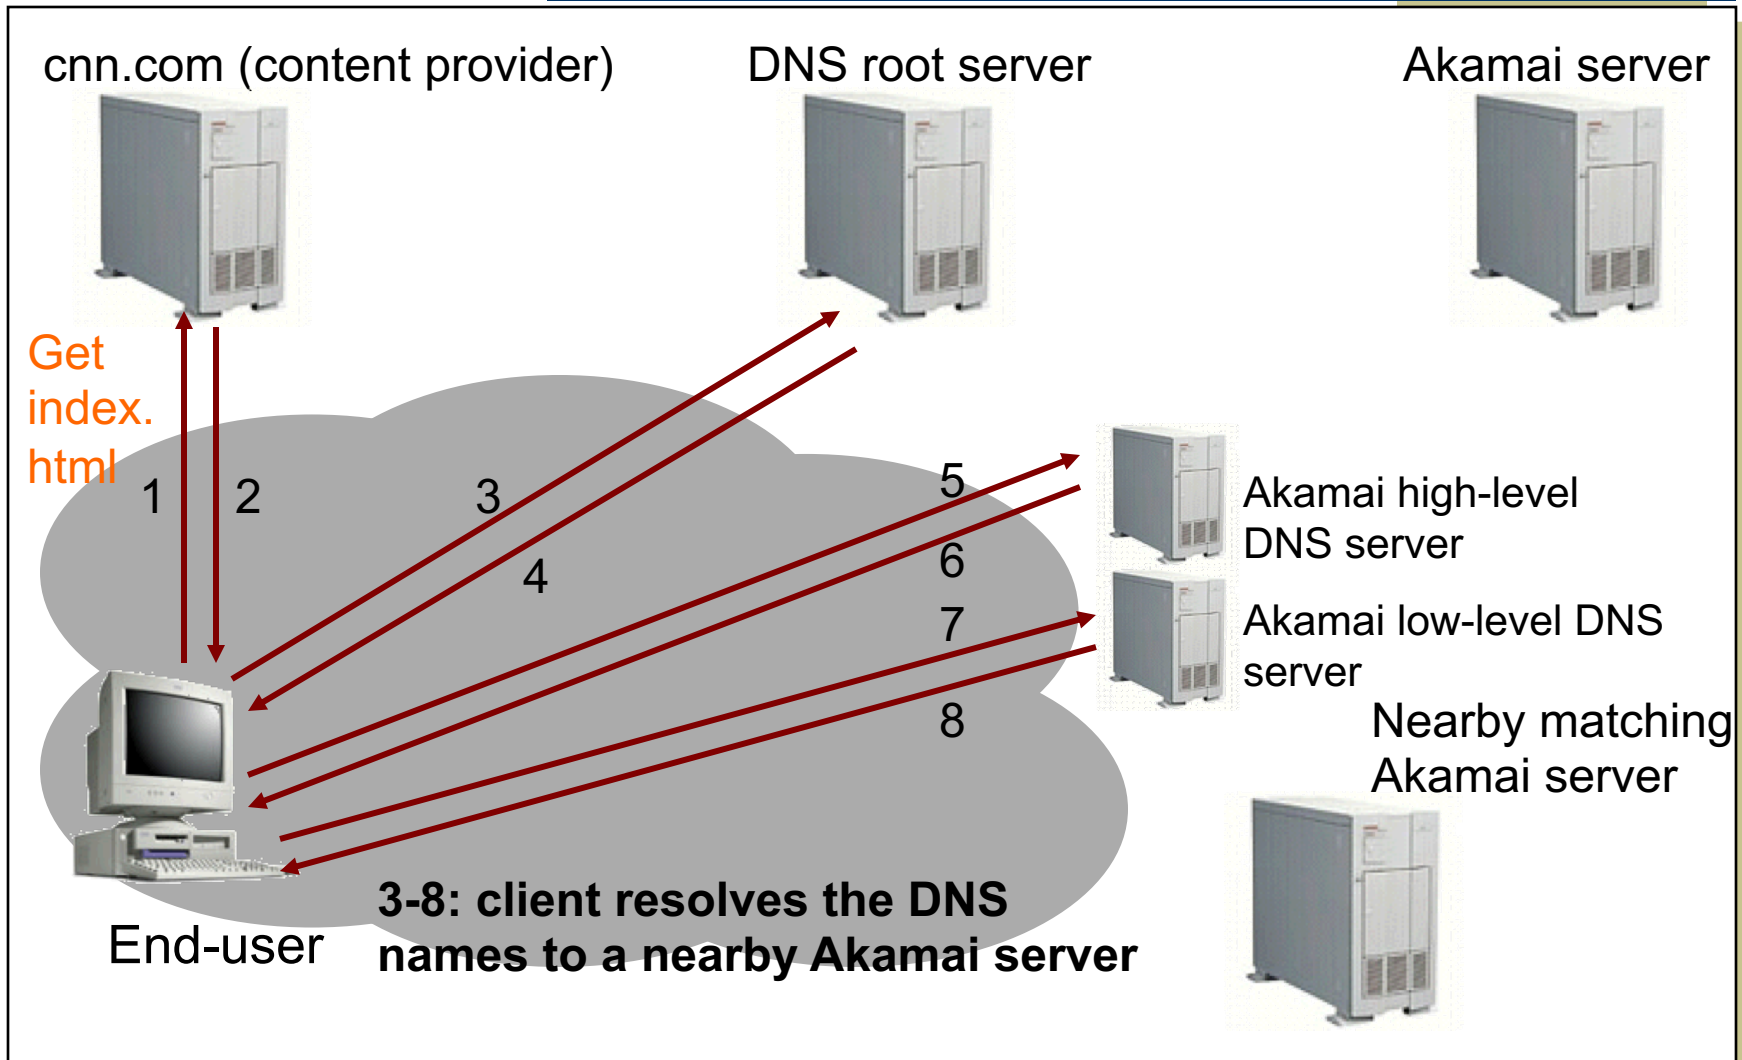 cnn.com (content provider)
DNS root server
Akamai server
Get
index.
html
1
2
3
4
5
6
7
8
Akamai high-level
DNS server
Akamai low-level DNS
server
Nearby matching
Akamai server
End-user
3-8: client resolves the DNS
names to a nearby Akamai server